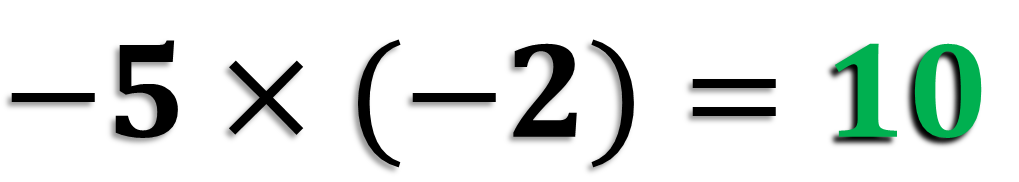 −5 × (−2) = 10